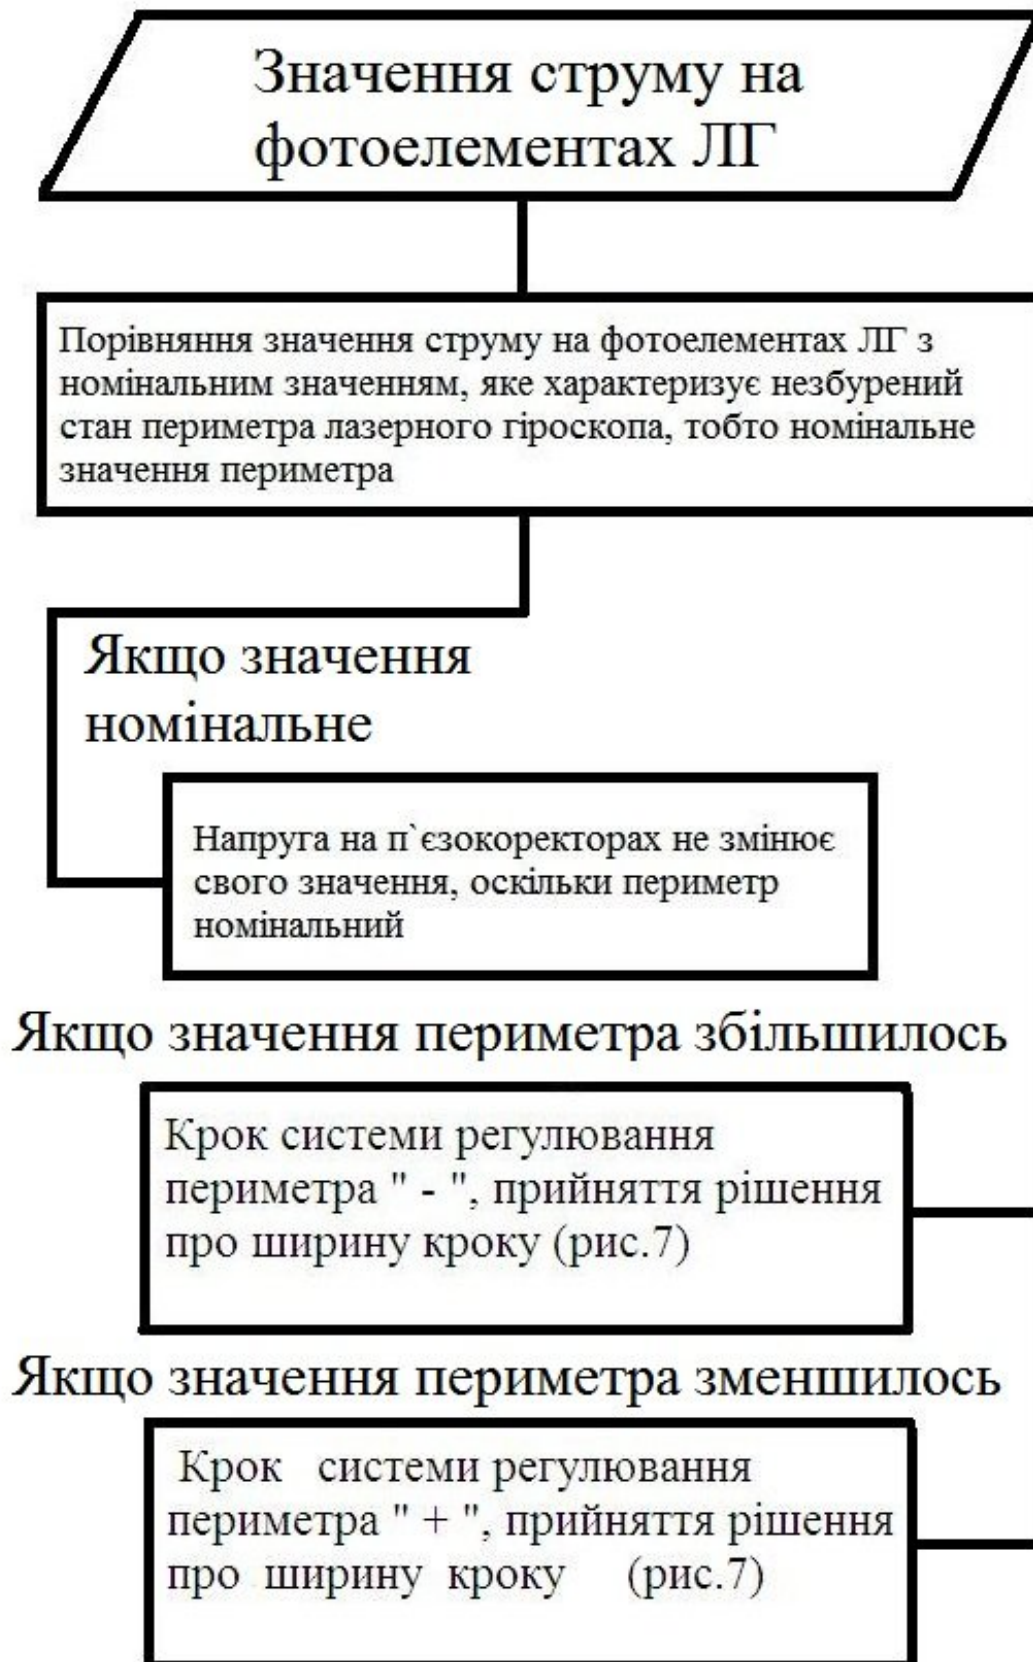 Значення струму на
фотоелементах ЛГ
Порівняння значення струму на фотоелементах ЛГ з
номінальним значенням, яке характеризує незбурений
стан периметра лазерного гіроскопа, тобто номінальне
значення периметра
Якщо значення
номінальне
Напруга на п`єзокоректорах не змінює
свого значення, оскільки периметр
номінальний
Якщо значення периметра збільшилось
Крок системи регулювання
периметра " - ", прийняття рішення
про ширину кроку (рис.7)
Якщо значення периметра зменшилось
Крок системи регулювання
периметра " + ", прийняття рішення
про ширину кроку (рис.7)